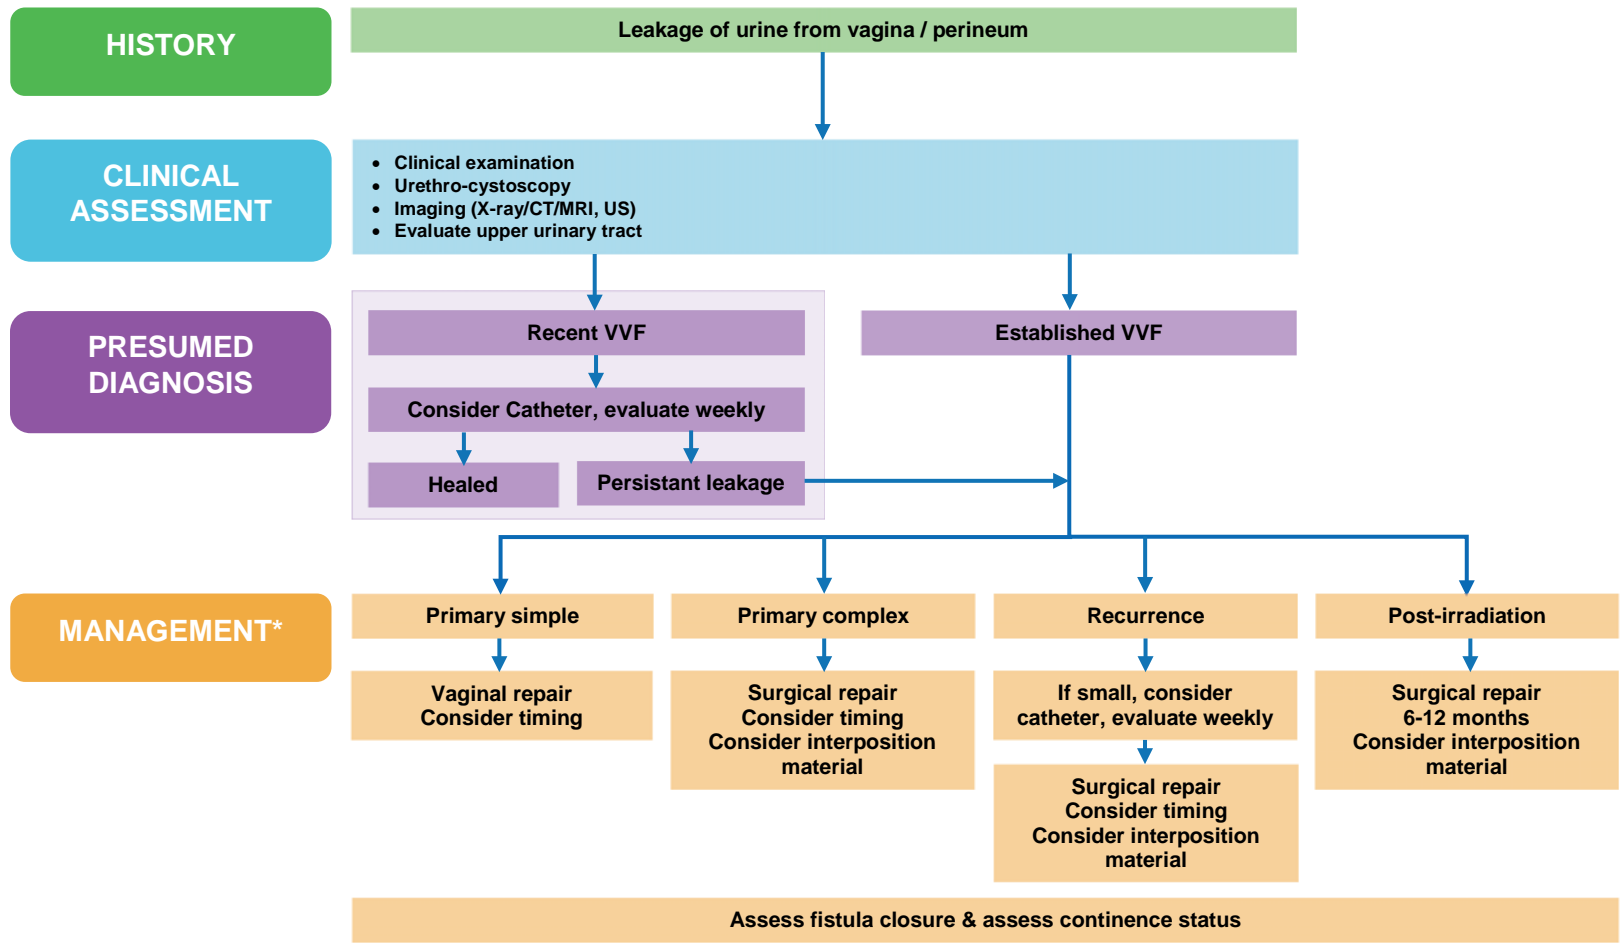 HISTORY
Leakage of urine from vagina / perineum
CLINICAL
ASSESSMENT
• Clinical examination
• Urethro-cystoscopy
• Imaging (X-ray/CT/MRI, US)
• Evaluate upper urinary tract
PRESUMED
DIAGNOSIS
Recent VVF
Established VVF
Consider Catheter, evaluate weekly
Healed
Persistant leakage
MANAGEMENT*
Primary simple
Primary complex
Recurrence
Post-irradiation
Vaginal repair
Consider timing
Surgical repair
Consider timing
Consider interposition
material
If small, consider
catheter, evaluate weekly
Surgical repair
Consider timing
Consider interposition
material
Surgical repair
6-12 months
Consider interposition
material
Assess fistula closure & assess continence status